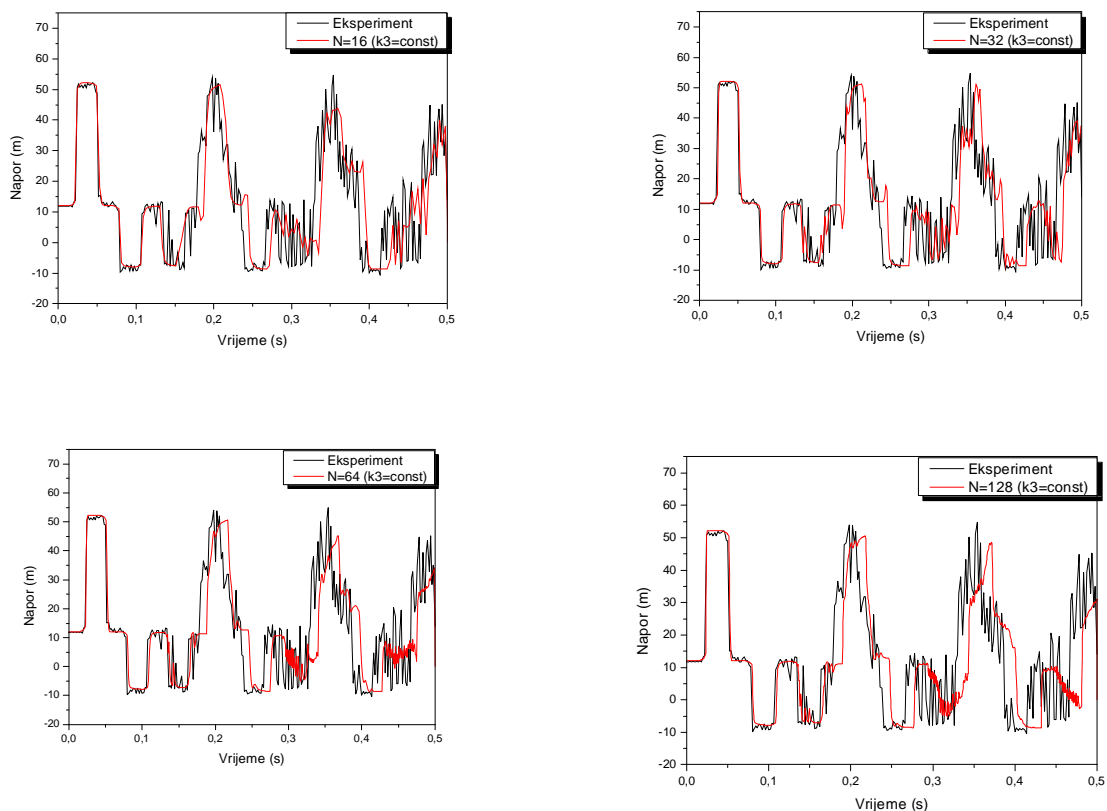 Eksperiment
N=16 (k3=const)
Napor (m)
70
60
50
40
30
20
10
0
-10
-20
0,0 0,1 0,2 0,3 0,4 0,5
Vrijeme (s)
Eksperiment
N=32 (k3=const)
Napor (m)
70
60
50
40
30
20
10
0
-10
-20
0,0 0,1 0,2 0,3 0,4 0,5
Vrijeme (s)
Eksperiment
N=64 (k3=const)
Napor (m)
70
60
50
40
30
20
10
0
-10
-20
0,0 0,1 0,2 0,3 0,4 0,5
Vrijeme (s)
Eksperiment
N=128 (k3=const)
Napor (m)
70
60
50
40
30
20
10
0
-10
-20
0,0 0,1 0,2 0,3 0,4 0,5
Vrijeme (s)